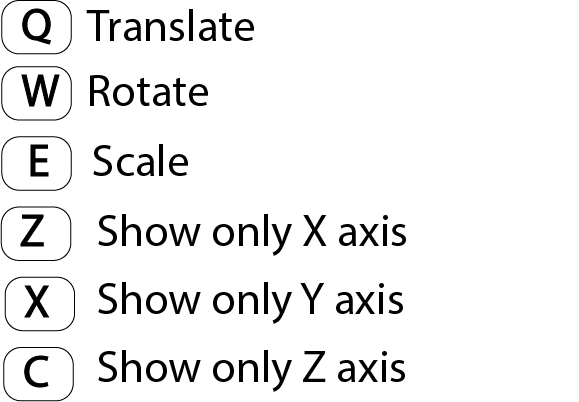 Q Translate
W Rotate
E Scale
Z Show only X axis
X Show only Y axis
C Show only Z axis